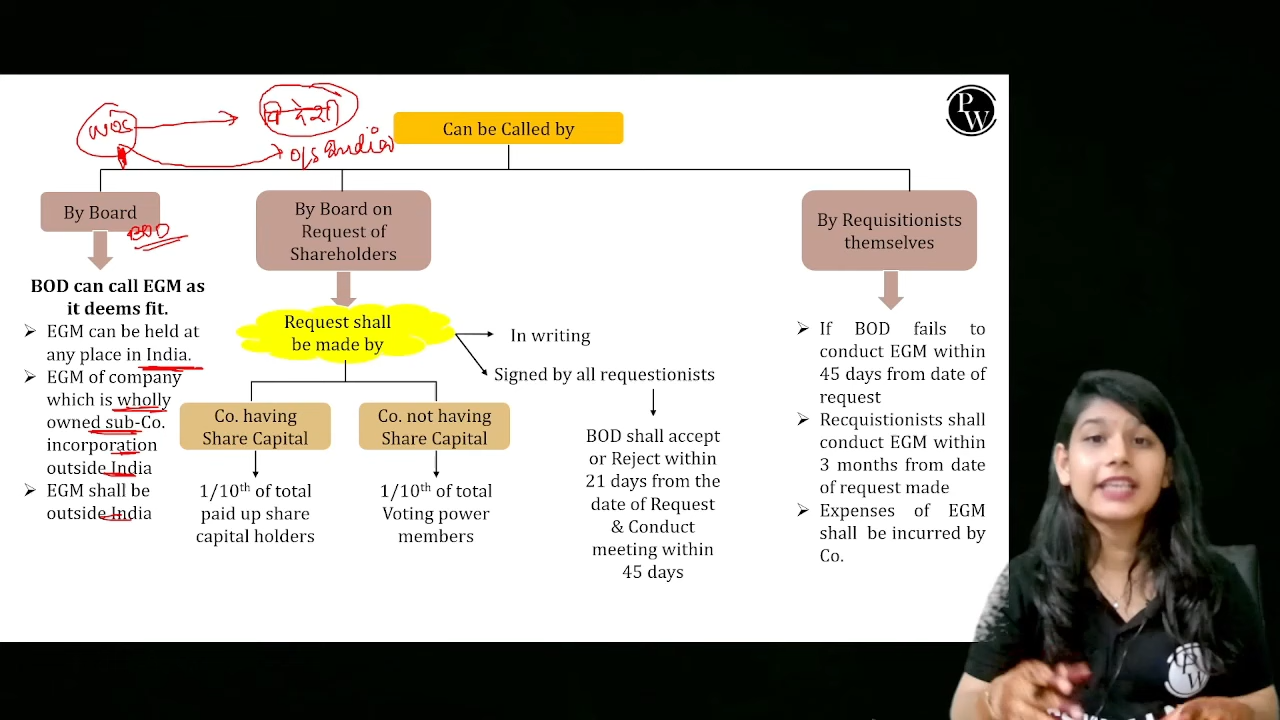 WOS
विदेशी
o/s India
Can be Called by
PW
By Board
BOD
BOD can call EGM as
it deems fit.
➢ EGM can be held at
any place in India.
➢ EGM of company
which is wholly
owned sub-Co.
incorporation
outside India
➢ EGM shall be
outside India
By Board on
Request of
Shareholders
Request shall
be made by
In writing
Signed by all requestionists
Co. having
Share Capital
1/10th of total
paid up share
capital holders
Co. not having
Share Capital
1/10th of total
Voting power
members
BOD shall accept
or Reject within
21 days from the
date of Request
& Conduct
meeting within
45 days
By Requisitionists
themselves
➢ If BOD fails to
conduct EGM within
45 days from date of
request
➢ Recquistionists shall
conduct EGM within
3 months from date
of request made
➢ Expenses of EGM
shall be incurred by
Co.
PW